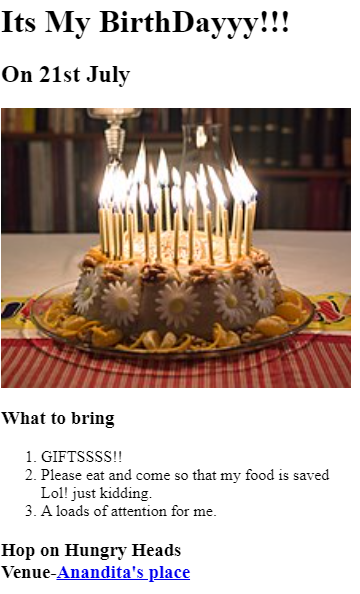 Its My BirthDayyy!!!
On 21st July
What to bring
1. GIFTSSSS!!
2. Please eat and come so that my food is saved
Lol! just kidding.
3. A loads of attention for me.
Hop on Hungry Heads
Venue-Anandita's place